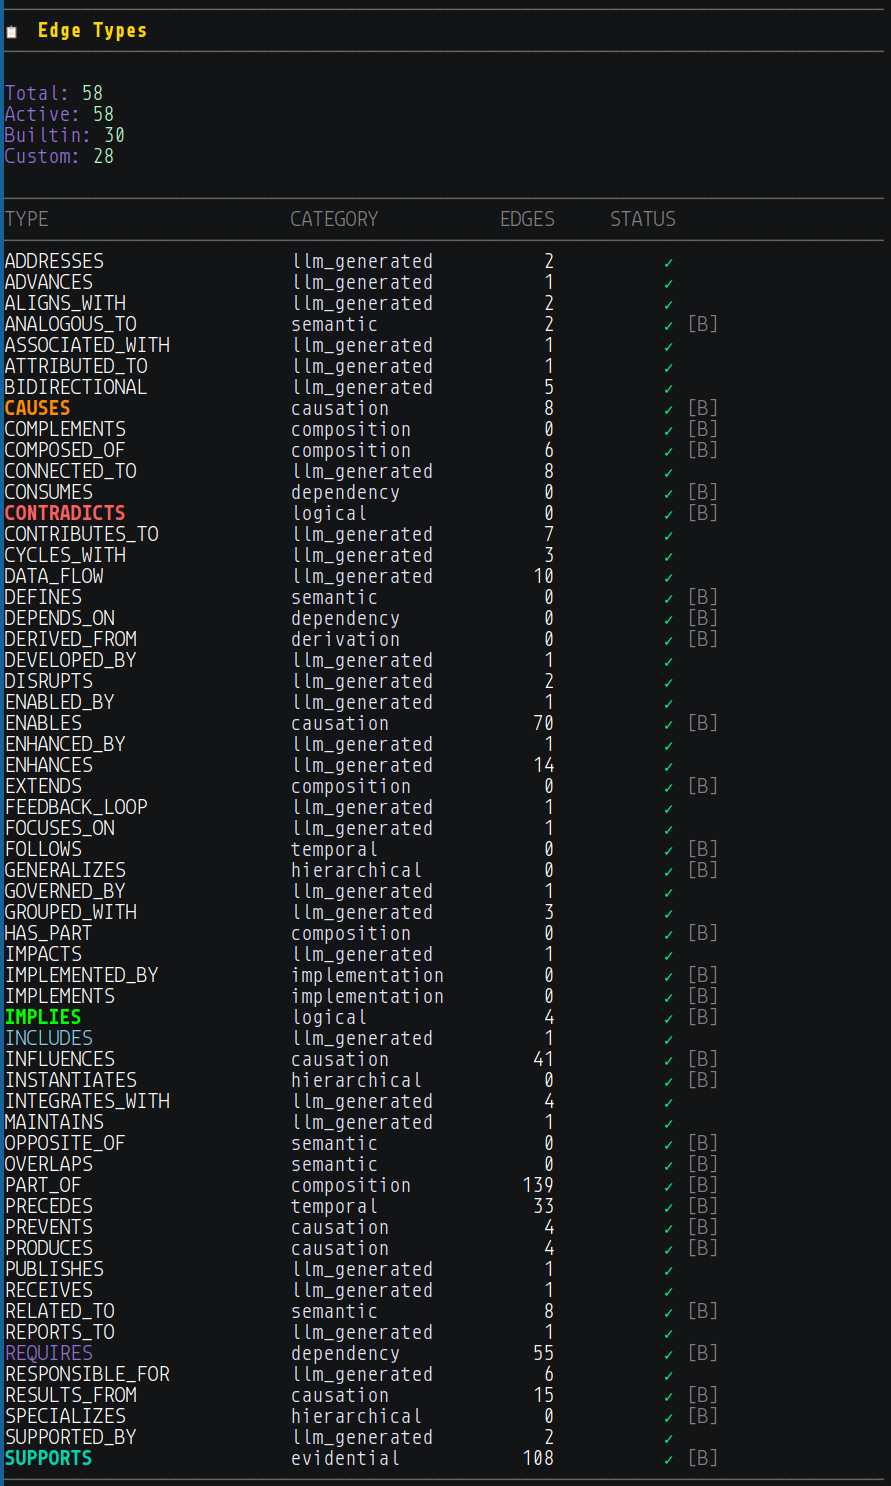 Edge Types
Total: 58
Active: 58
Builtin: 30
Custom: 28
TYPE CATEGORY EDGES STATUS
ADDRESSES llm_generated 2 ✓
ADVANCES llm_generated 1 ✓
ALIGNS_WITH llm_generated 2 ✓
ANALOGOUS_TO semantic 2 ✓ [B]
ASSOCIATED_WITH llm_generated 1 ✓
ATTRIBUTED_TO llm_generated 1 ✓
BIDIRECTIONAL llm_generated 5 ✓
CAUSES causation 8 ✓ [B]
COMPLEMENTS composition 0 ✓ [B]
COMPOSED_OF composition 6 ✓ [B]
CONNECTED_TO llm_generated 8 ✓
CONSUMES dependency 0 ✓ [B]
CONTRADICTS logical 0 ✓ [B]
CONTRIBUTES_TO llm_generated 7 ✓
CYCLES_WITH llm_generated 3 ✓
DATA_FLOW llm_generated 10 ✓
DEFINES semantic 0 ✓ [B]
DEPENDS_ON dependency 0 ✓ [B]
DERIVED_FROM derivation 0 ✓ [B]
DEVELOPED_BY llm_generated 1 ✓
DISRUPTS llm_generated 2 ✓
ENABLED_BY llm_generated 1 ✓
ENABLES causation 70 ✓ [B]
ENHANCED_BY llm_generated 1 ✓
ENHANCES llm_generated 14 ✓
EXTENDS composition 0 ✓ [B]
FEEDBACK_LOOP llm_generated 1 ✓
FOCUSES_ON llm_generated 1 ✓
FOLLOWS temporal 0 ✓ [B]
GENERALIZES hierarchical 0 ✓ [B]
GOVERNED_BY llm_generated 1 ✓
GROUPED_WITH llm_generated 3 ✓
HAS_PART composition 0 ✓ [B]
IMPACTS llm_generated 1 ✓
IMPLEMENTED_BY implementation 0 ✓ [B]
IMPLEMENTS implementation 0 ✓ [B]
IMPLIES logical 4 ✓ [B]
INCLUDES llm_generated 1 ✓
INFLUENCES causation 41 ✓ [B]
INSTANTIATES hierarchical 0 ✓ [B]
INTEGRATES_WITH llm_generated 4 ✓
MAINTAINS llm_generated 1 ✓
OPPOSITE_OF semantic 0 ✓ [B]
OVERLAPS semantic 0 ✓ [B]
PART_OF composition 139 ✓ [B]
PRECEDES temporal 33 ✓ [B]
PREVENTS causation 4 ✓ [B]
PRODUCES causation 4 ✓ [B]
PUBLISHES llm_generated 1 ✓
RECEIVES llm_generated 1 ✓
RELATED_TO semantic 8 ✓ [B]
REPORTS_TO llm_generated 1 ✓
REQUIRES dependency 55 ✓ [B]
RESPONSIBLE_FOR llm_generated 6 ✓
RESULTS_FROM causation 15 ✓ [B]
SPECIALIZES hierarchical 0 ✓ [B]
SUPPORTED_BY llm_generated 2 ✓
SUPPORTS evidential 108 ✓ [B]